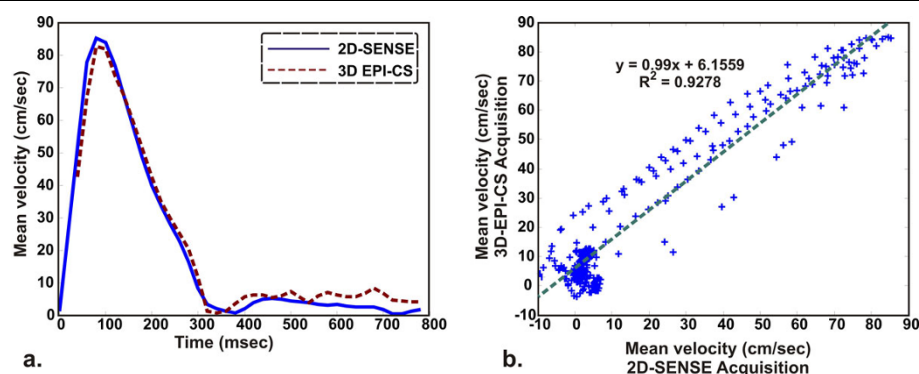 90
80
70
60
50
40
30
20
10
0
Mean velocity (cm/sec)
2D-SENSE
3D EPI-CS
0 100 200 300 400 500 600 700 800
Time (msec)
a.
90
80
70
60
50
40
30
20
10
0
-10
Mean velocity (cm/sec)
3D-EPI-CS Acquisition
y = 0.99x + 6.1559
R² = 0.9278
-10 0 10 20 30 40 50 60 70 80 90
Mean velocity (cm/sec)
2D-SENSE Acquisition
b.